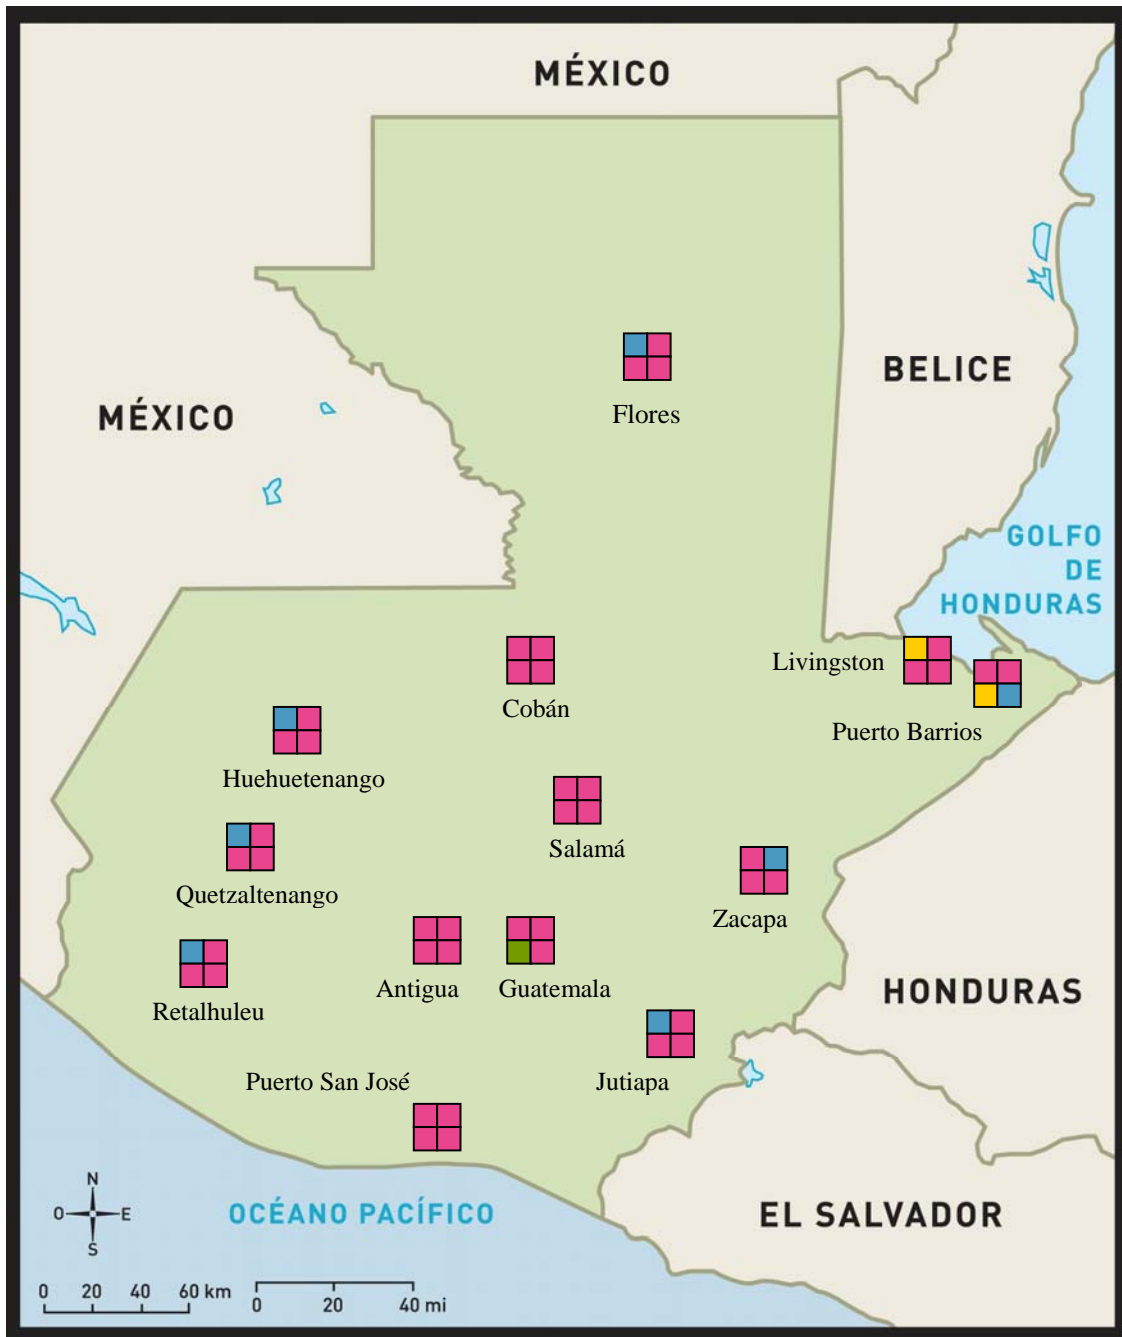 MÉXICO
MÉXICO
BELICE
Flores
GOLFO
DE
HONDURAS
Livingston
Puerto Barrios
Cobán
Huehuetenango
Salamá
Quetzaltenango
Zacapa
Antigua
Guatemala
Retalhuleu
HONDURAS
Puerto San José
Jutiapa
OCÉANO PACÍFICO
EL SALVADOR
N
O E
S
0 20 40 60 km
0 20 40 mi